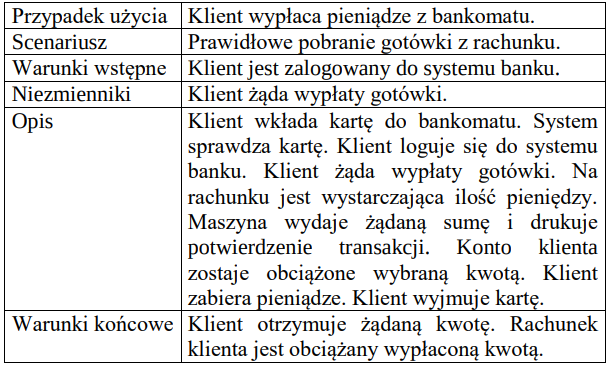 Przypadek użycia Klient wypłaca pieniądze z bankomatu.
Scenariusz Prawidłowe pobranie gotówki z rachunku.
Warunki wstępne Klient jest zalogowany do systemu banku.
Niezmienniki Klient żąda wypłaty gotówki.
Opis Klient wkłada kartę do bankomatu. System
sprawdza kartę. Klient loguje się do systemu
banku. Klient żąda wypłaty gotówki. Na
rachunku jest wystarczająca ilość pieniędzy.
Maszyna wydaje żądaną sumę i drukuje
potwierdzenie transakcji. Konto klienta
zostaje obciążone wybraną kwotą. Klient
zabiera pieniądze. Klient wyjmuje kartę.
Warunki końcowe Klient otrzymuje żądaną kwotę. Rachunek
klienta jest obciążany wypłaconą kwotą.